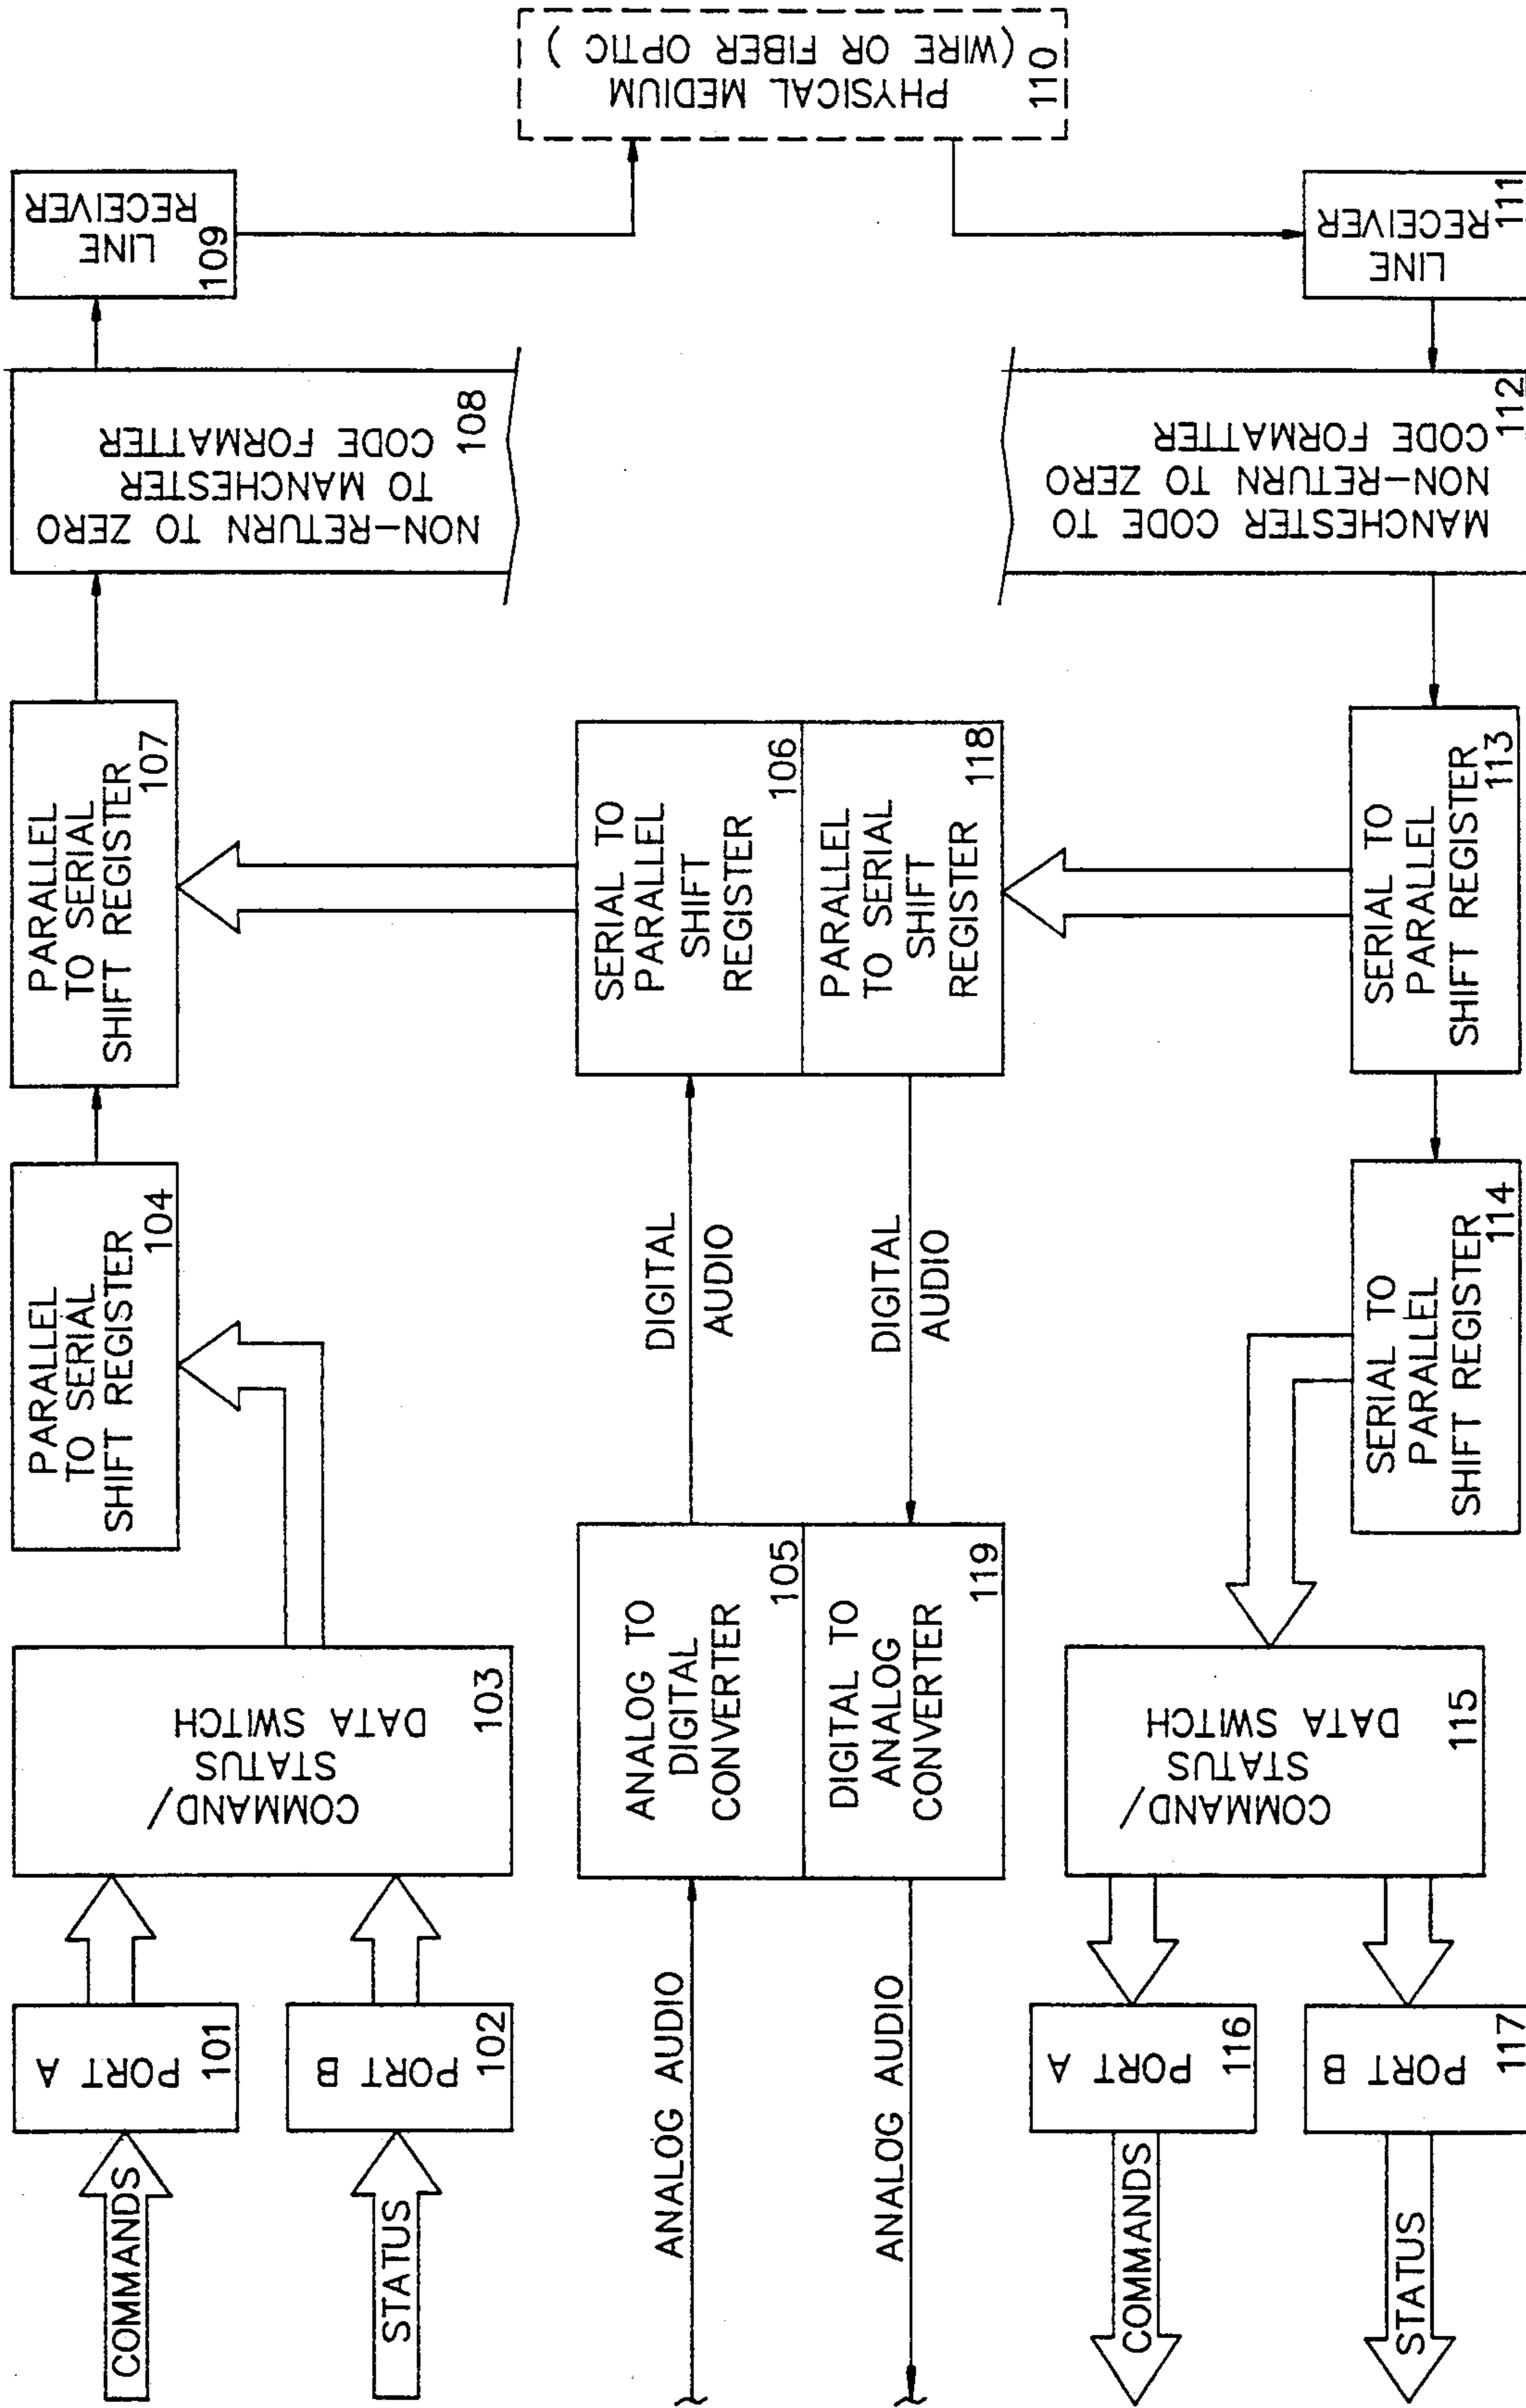 COMMANDS
PORT A
101
STATUS
PORT B
102
COMMAND/
STATUS
DATA SWITCH
103
PARALLEL
TO SERIAL
SHIFT REGISTER
104
PARALLEL
TO SERIAL
SHIFT REGISTER
107
NON-RETURN TO ZERO
TO MANCHESTER
CODE FORMATTER
108
LINE
RECEIVER
109
PHYSICAL MEDIUM
(WIRE OR FIBER OPTIC )
110
ANALOG AUDIO
ANALOG TO
DIGITAL
CONVERTER
105
DIGITAL
AUDIO
SERIAL TO
PARALLEL
SHIFT
REGISTER
106
ANALOG AUDIO
DIGITAL TO
ANALOG
CONVERTER
119
DIGITAL
AUDIO
PARALLEL
TO SERIAL
SHIFT
REGISTER
118
COMMANDS
PORT A
116
STATUS
PORT B
117
COMMAND/
STATUS
DATA SWITCH
115
SERIAL TO
PARALLEL
SHIFT REGISTER
114
SERIAL TO
PARALLEL
SHIFT REGISTER
113
MANCHESTER CODE TO
NON-RETURN TO ZERO
CODE FORMATTER
112
LINE
RECEIVER
111